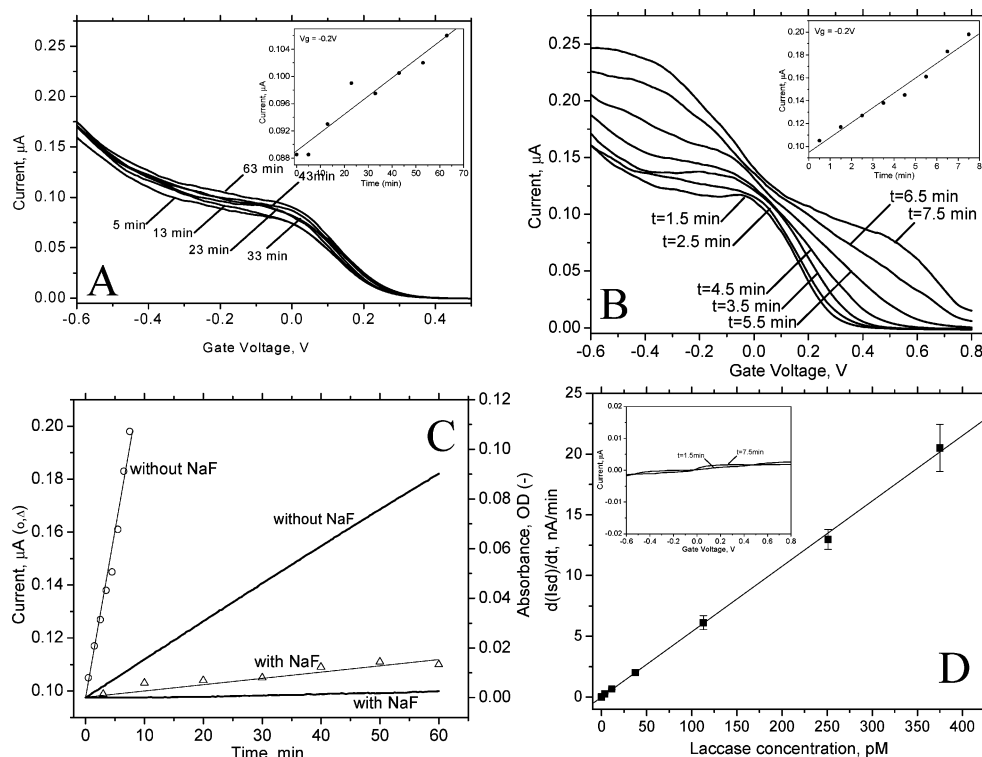 0.25
0.20
0.15
0.10
0.05
0.00
Current, µA
-0.6
-0.4
-0.2
0.0
0.2
0.4
Gate Voltage, V
A
63 min
43min
5 min
13 min
23 min
33 min
Vg = -0.2V
0.104
0.100
0.096
0.092
0.088
Current, µA
0 10 20 30 40 50 60 70
Time (min)
0.25
0.20
0.15
0.10
0.05
0.00
Current, µA
-0.6 -0.4 -0.2 0.0 0.2 0.4 0.6 0.8
Gate Voltage, V
B
t=1.5 min
t=2.5 min
t=6.5 min
t=7.5 min
t=4.5 min
t=3.5 min
t=5.5 min
Vg = -0.2V
0.20
0.18
0.16
0.14
0.12
0.10
Current, µA
0 1 2 3 4 5 6 7 8
Time (min)
0.20
0.18
0.16
0.14
0.12
0.10
Current, µA (o,Δ)
0 10 20 30 40 50 60
Time, min
0.12
0.10
0.08
0.06
0.04
0.02
0.00
Absorbance, OD (-)
C
without NaF
without NaF
with NaF
with NaF
25
20
15
10
5
0
d(Isd)/dt, nA/min
0 50 100 150 200 250 300 350 400
Laccase concentration, pM
D
0.02
0.01
0.00
-0.01
-0.02
Current, µA
-0.6 -0.4 -0.2 0.0 0.2 0.4 0.6 0.8
Gate Voltage, V
t=1.5min
t=7.5min